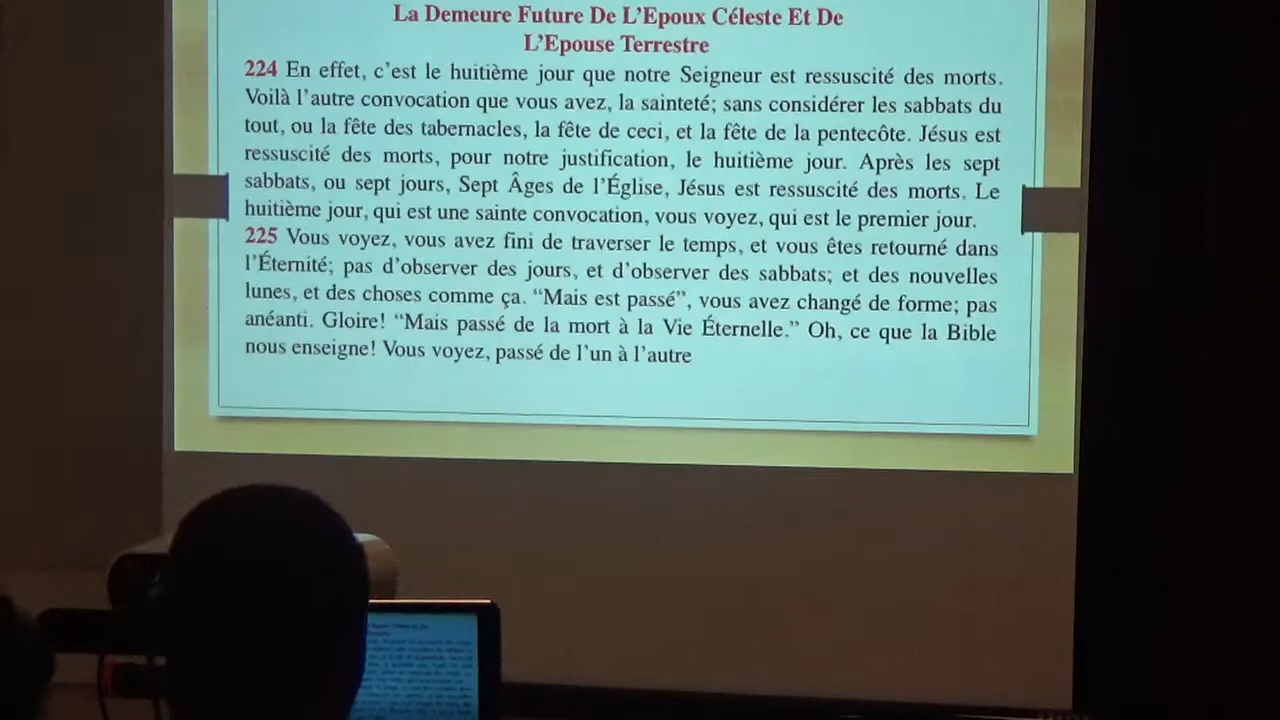 La Demeure Future De L'Epoux Céleste Et De
L'Epouse Terrestre
224 En effet, c'est le huitième jour que notre Seigneur est ressuscité des morts.
Voilà l'autre convocation que vous avez, la sainteté; sans considérer les sabbats du
tout, ou la fête des tabernacles, la fête de ceci, et la fête de la pentecôte. Jésus est
ressuscité des morts, pour notre justification, le huitième jour. Après les sept
sabbats, ou sept jours, Sept Âges de l'Église, Jésus est ressuscité des morts. Le
huitième jour, qui est une sainte convocation, vous voyez, qui est le premier jour.
225 Vous voyez, vous avez fini de traverser le temps, et vous êtes retourné dans
l'Éternité; pas d'observer des jours, et d'observer des sabbats; et des nouvelles
lunes, et des choses comme ça. “Mais est passé”, vous avez changé de forme; pas
anéanti. Gloire! “Mais passé de la mort à la Vie Éternelle.” Oh, ce que la Bible
nous enseigne! Vous voyez, passé de l'un à l'autre